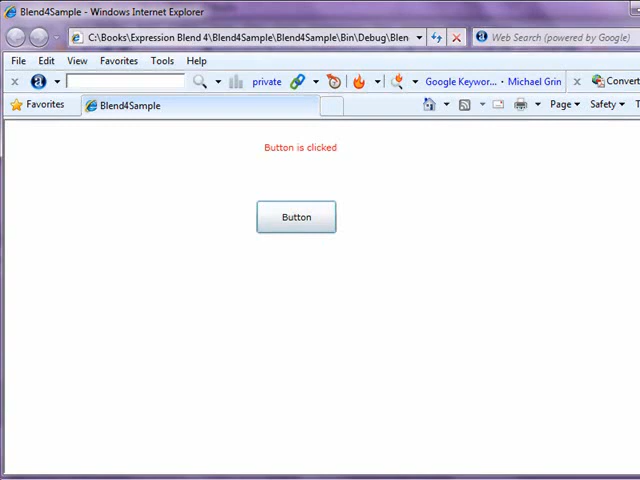 Blend4Sample - Windows Internet Explorer
C:\Books\Expression Blend 4\Blend4Sample\Blend4Sample\Bin\Debug\Blen
Web Search (powered by Google)
File Edit View Favorites Tools Help
private Google Keywor... Michael Grin Convert
Favorites Blend4Sample Page Safety
Button is clicked
Button